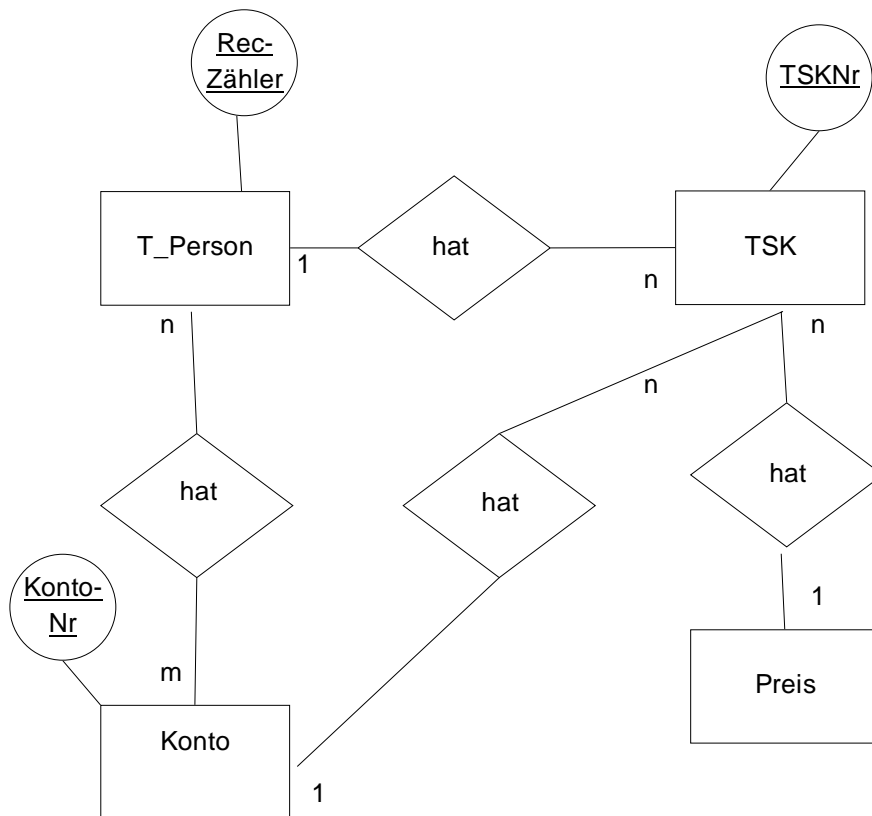 Rec-
Zähler
TSKNr
T_Person
1
hat
n
TSK
n
n
n
hat
hat
hat
Konto-
Nr
m
1
Preis
Konto
1